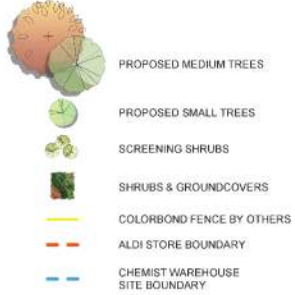 PROPOSED MEDIUM TREES
PROPOSED SMALL TREES
SCREENING SHRUBS
SHRUBS & GROUNDCOVERS
COLORBOND FENCE BY OTHERS
ALDI STORE BOUNDARY
CHEMIST WAREHOUSE
SITE BOUNDARY